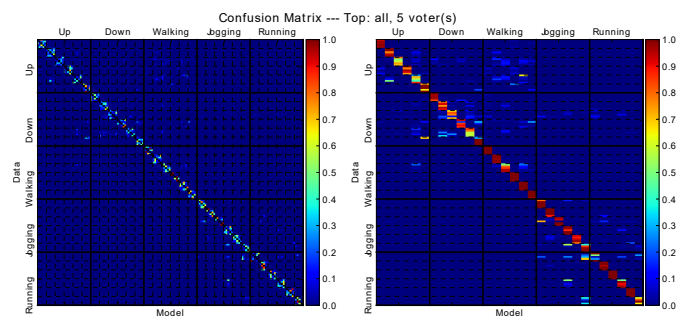 Confusion Matrix --- Top: all, 5 voter(s)
Up Down Walking Jogging Running
Up Down Walking Jogging Running
Data
Up
Down
Walking
Jogging
Running
1.0
0.9
0.8
0.7
0.6
0.5
0.4
0.3
0.2
0.1
0.0
Model
Data
Up
Down
Walking
Jogging
Running
1.0
0.9
0.8
0.7
0.6
0.5
0.4
0.3
0.2
0.1
0.0
Model